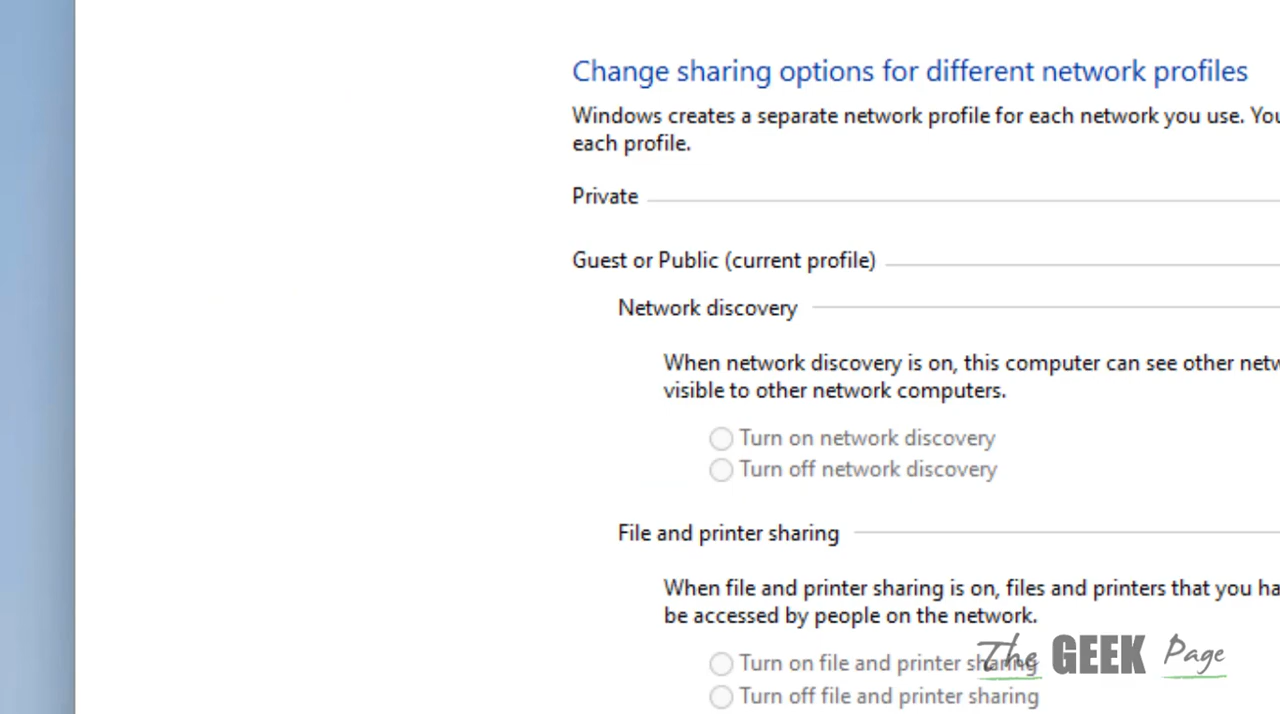 Change sharing options for different network profiles
Windows creates a separate network profile for each network you use. You
each profile.
Private
Guest or Public (current profile)
Network discovery
When network discovery is on, this computer can see other netw
visible to other network computers.
Turn on network discovery
Turn off network discovery
File and printer sharing
When file and printer sharing is on, files and printers that you ha
be accessed by people on the network.
Turn on file and printer sharing
The GEEK Page
Turn off file and printer sharing